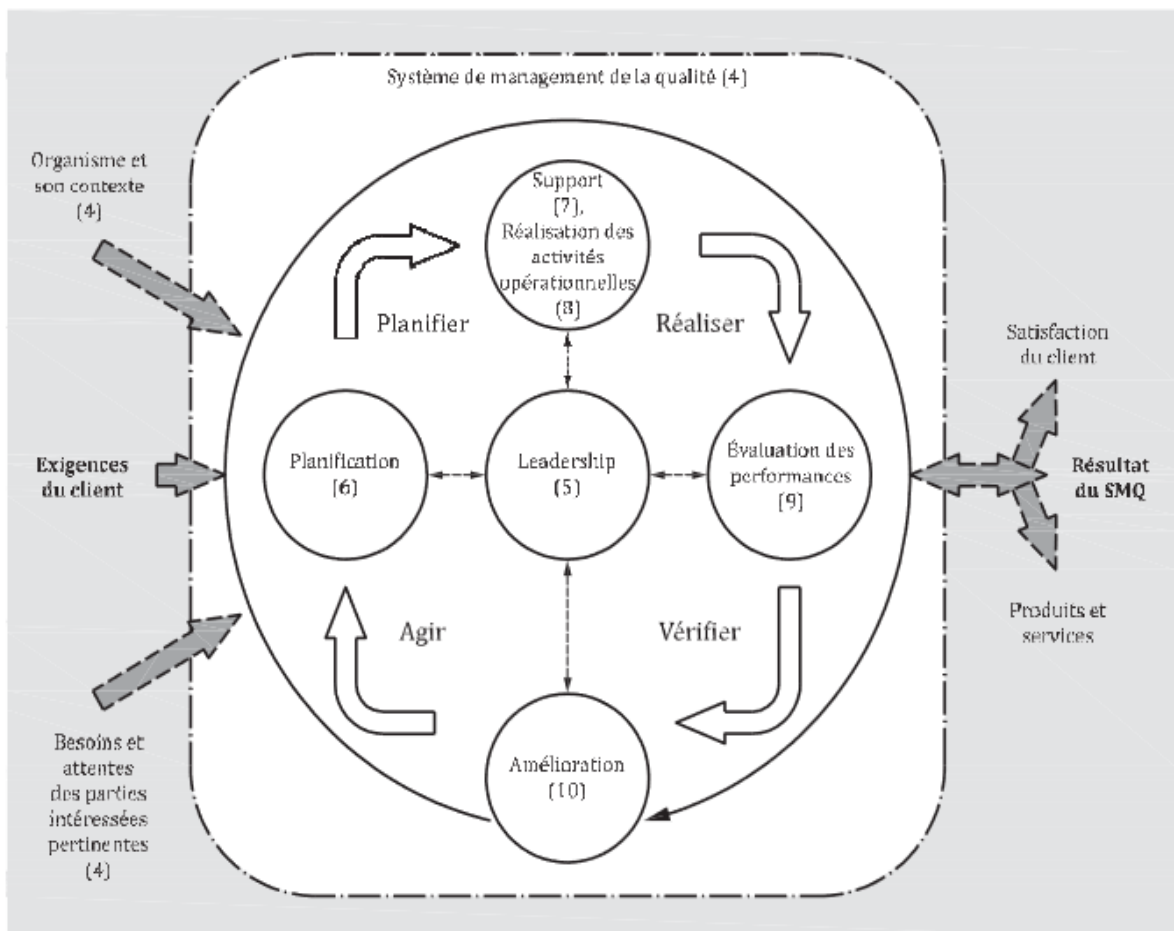 Système de management de la qualité (4)
Organisme et
son contexte
(4)
Support
(7),
Réalisation des
activités
opérationnelles
(8)
Planifier
Réaliser
Satisfaction
du client
Exigences
du client
Planification
(6)
Leadership
(5)
Évaluation des
performances
(9)
Résultat
du SMQ
Agir
Vérifier
Produits et
services
Besoins et
attentes
des parties
intéressées
pertinentes
(4)
Amélioration
(10)